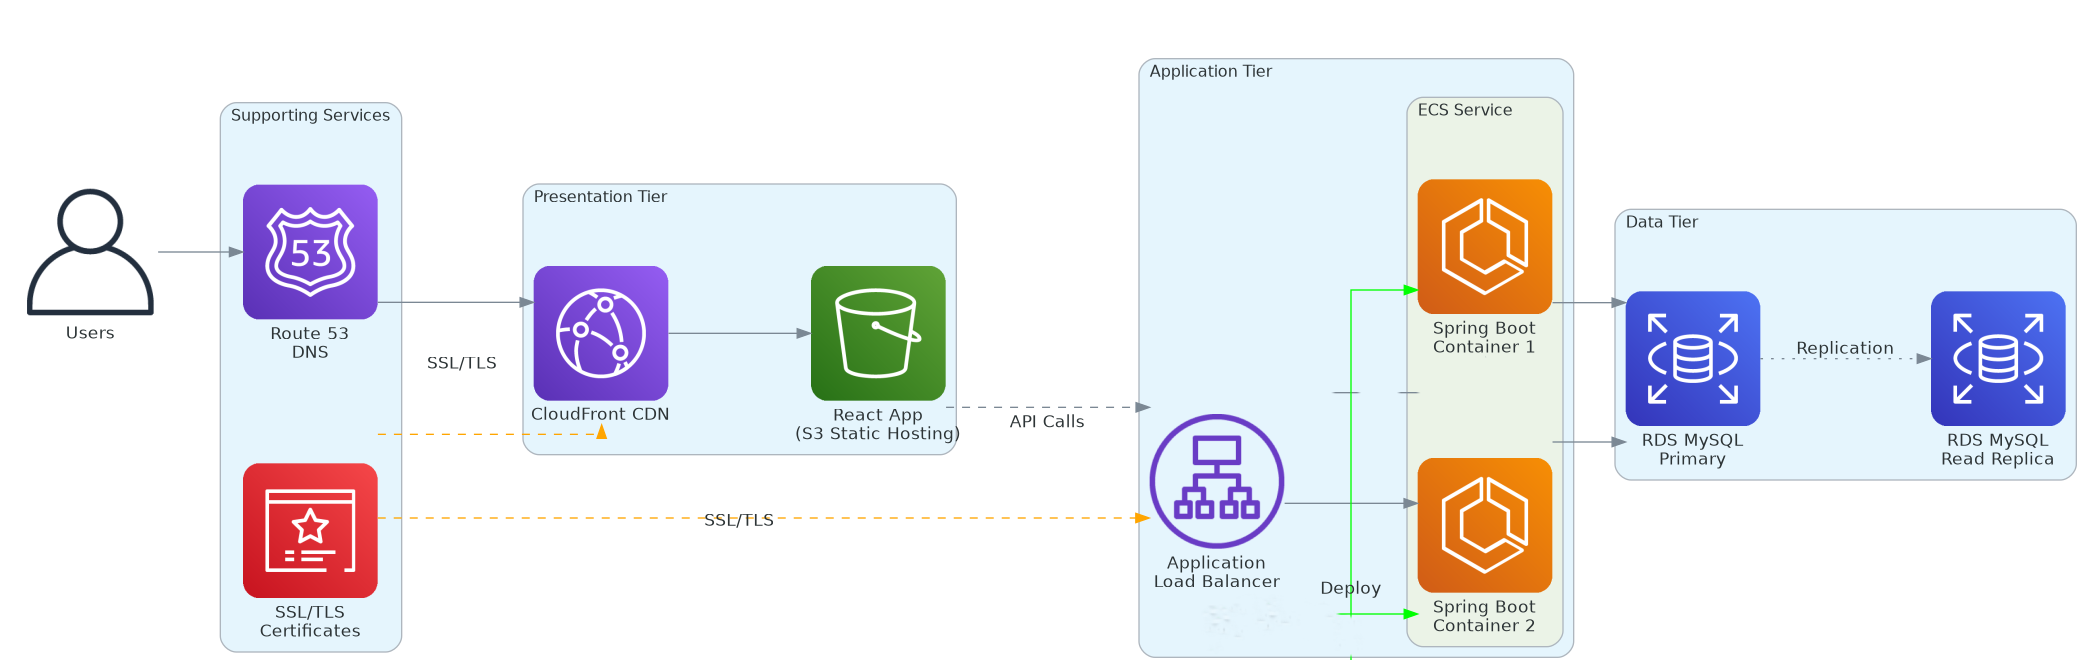 Application Tier
ECS Service
Supporting Services
Presentation Tier
Data Tier
53
Users
Route 53
DNS
SSL/TLS
CloudFront CDN
React App
(S3 Static Hosting)
API Calls
Spring Boot
Container 1
Replication
RDS MySQL
Primary
RDS MySQL
Read Replica
SSL/TLS
Application
Load Balancer
Deploy
SSL/TLS
Certificates
Spring Boot
Container 2